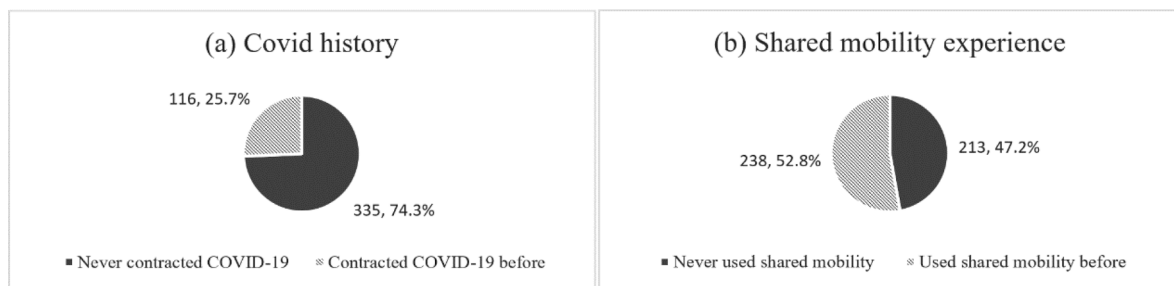 (a) Covid history
116, 25.7%
335, 74.3%
Never contracted COVID-19
Contracted COVID-19 before
(b) Shared mobility experience
238, 52.8%
213, 47.2%
Never used shared mobility
Used shared mobility before